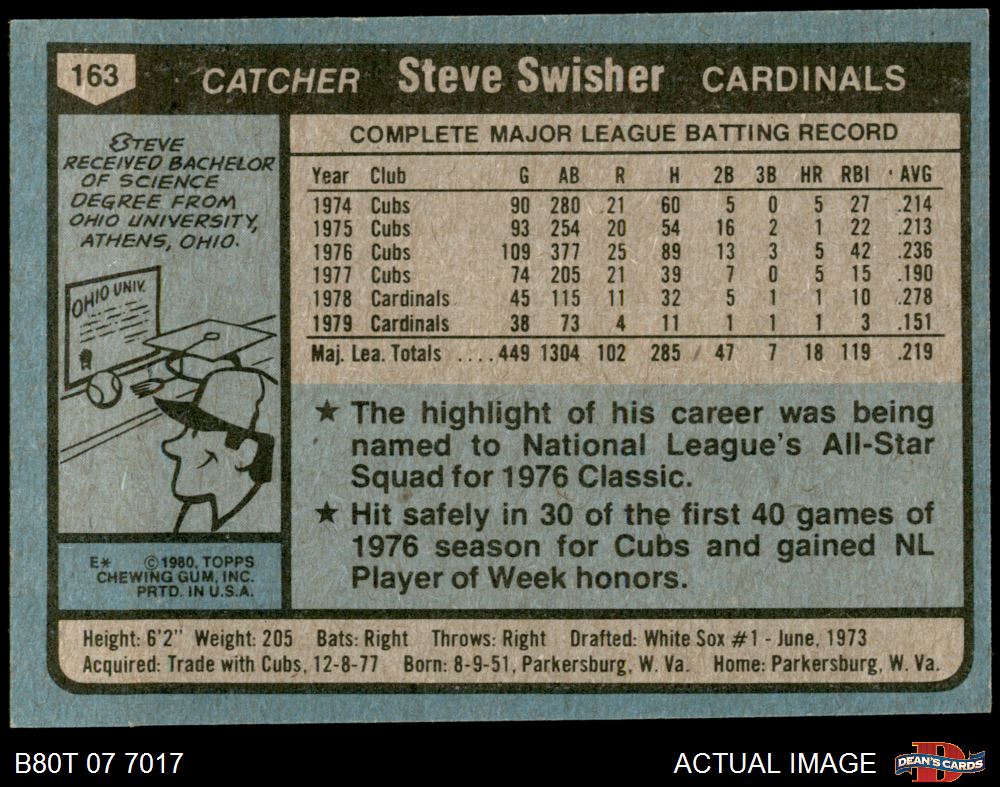 163 CATCHER Steve Swisher CARDINALS
STEVE
RECEIVED BACHELOR
OF SCIENCE
DEGREE FROM
OHIO UNIVERSITY,
ATHENS, OHIO.
OHIO UNIV.
E* ©1980, TOPPS
CHEWING GUM, INC.
PRTD. IN U.S.A.
COMPLETE MAJOR LEAGUE BATTING RECORD
Year Club G AB R H 2B 3B HR RBI AVG
1974 Cubs 90 280 21 60 5 0 5 27 .214
1975 Cubs 93 254 20 54 16 2 1 22 .213
1976 Cubs 109 377 25 89 13 3 5 42 .236
1977 Cubs 74 205 21 39 7 0 5 15 .190
1978 Cardinals 45 115 11 32 5 1 1 10 .278
1979 Cardinals 38 73 4 11 1 1 1 3 .151
Maj. Lea. Totals .... 449 1304 102 285 47 7 18 119 .219
★ The highlight of his career was being
named to National League's All-Star
Squad for 1976 Classic.
★ Hit safely in 30 of the first 40 games of
1976 season for Cubs and gained NL
Player of Week honors.
Height: 6'2" Weight: 205 Bats: Right Throws: Right Drafted: White Sox #1 - June, 1973
Acquired: Trade with Cubs, 12-8-77 Born: 8-9-51, Parkersburg, W. Va. Home: Parkersburg, W. Va.
B80T 07 7017 ACTUAL IMAGE DEAN'S CARDS